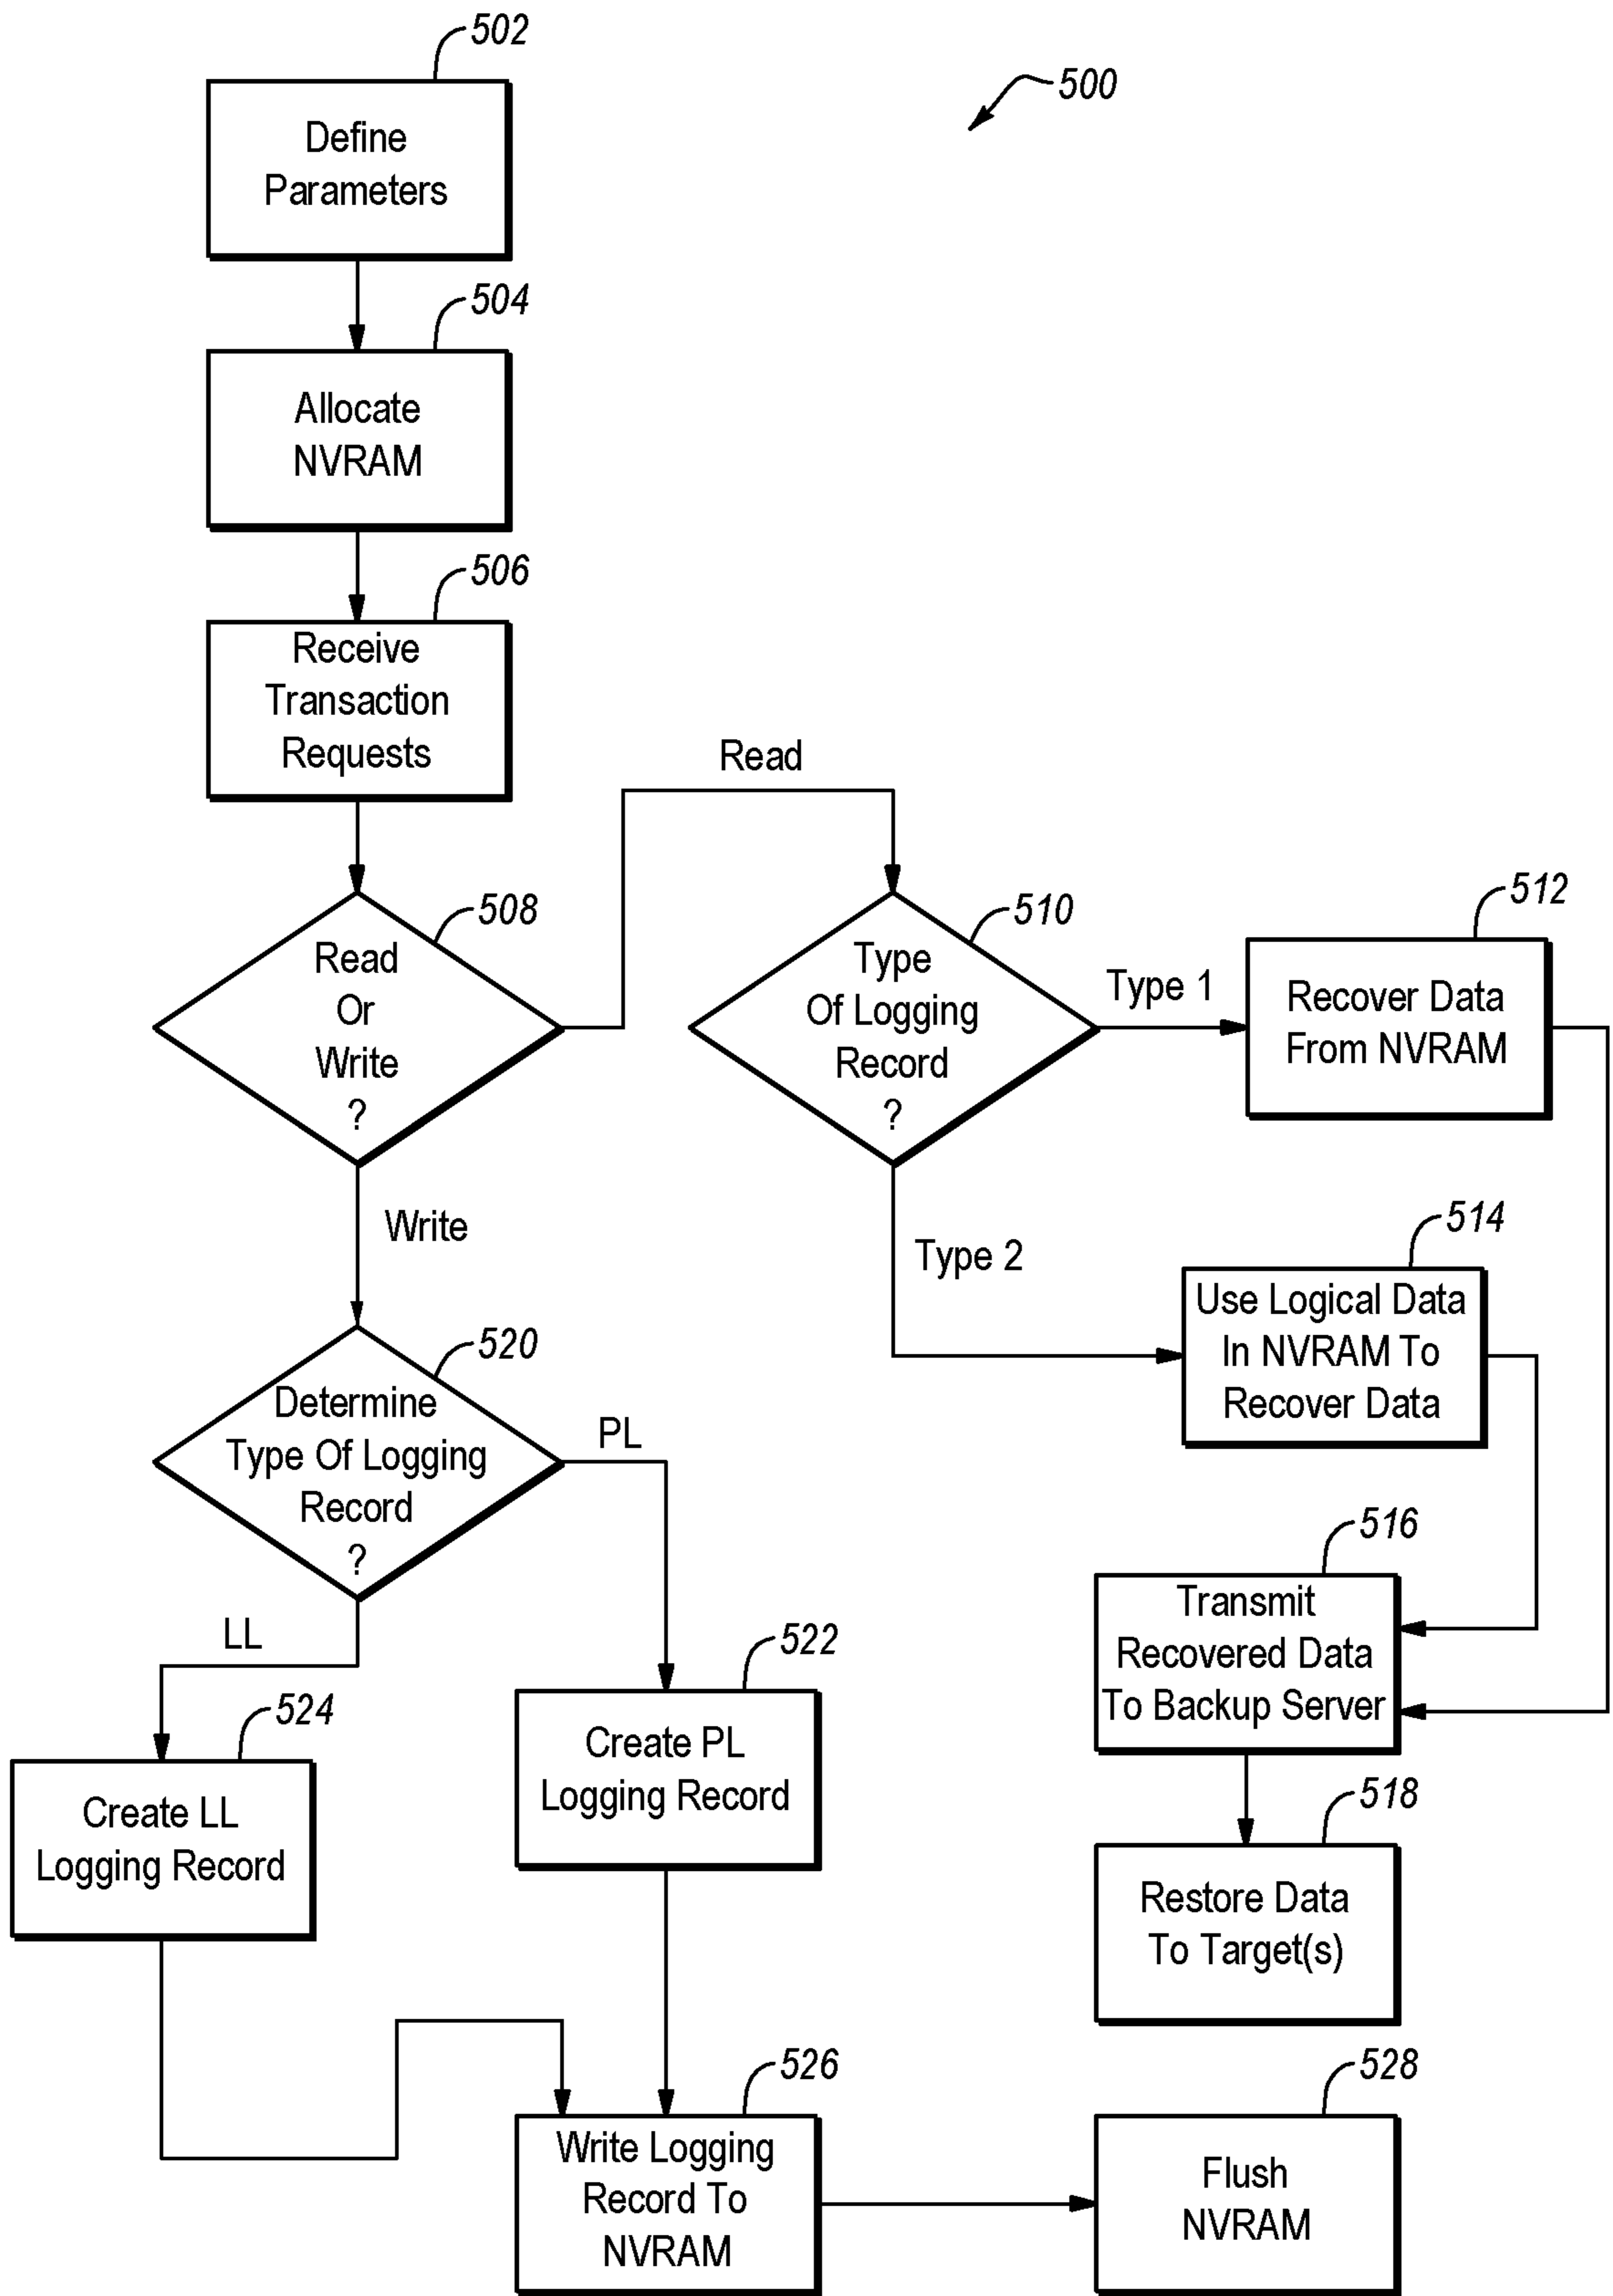 502
500
Define
Parameters
504
Allocate
NVRAM
506
Receive
Transaction
Requests
Read
508
Read
Or
Write
?
510
Type
Of Logging
Record
?
Type 1
512
Recover Data
From NVRAM
Write
Type 2
514
Use Logical Data
In NVRAM To
Recover Data
520
Determine
Type Of Logging
Record
?
PL
LL
516
Transmit
Recovered Data
To Backup Server
522
Create PL
Logging Record
524
Create LL
Logging Record
518
Restore Data
To Target(s)
526
Write Logging
Record To
NVRAM
528
Flush
NVRAM